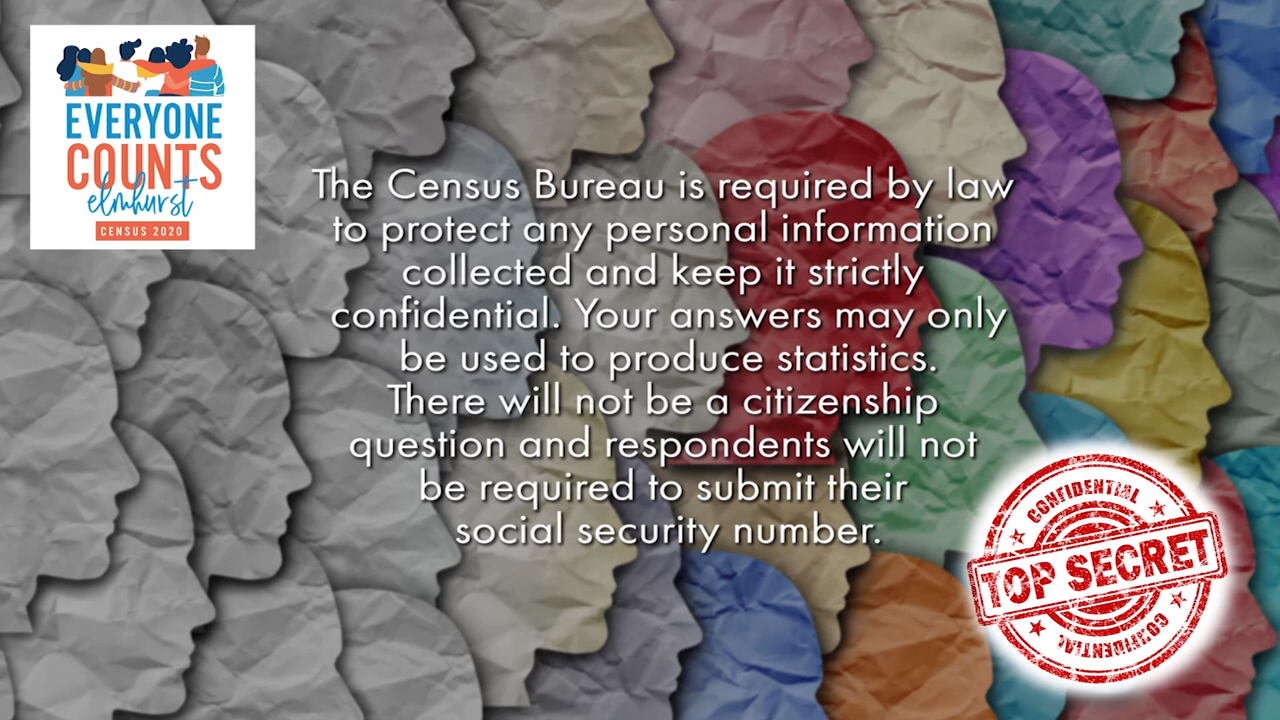 EVERYONE
COUNTS
elmhurst
CENSUS 2020
The Census Bureau is required by law
to protect any personal information
collected and keep it strictly
confidential. Your answers may only
be used to produce statistics.
There will not be a citizenship
question and respondents will not
be required to submit their
social security number.
CONFIDENTIAL
TOP SECRET
CONFIDENTIAL